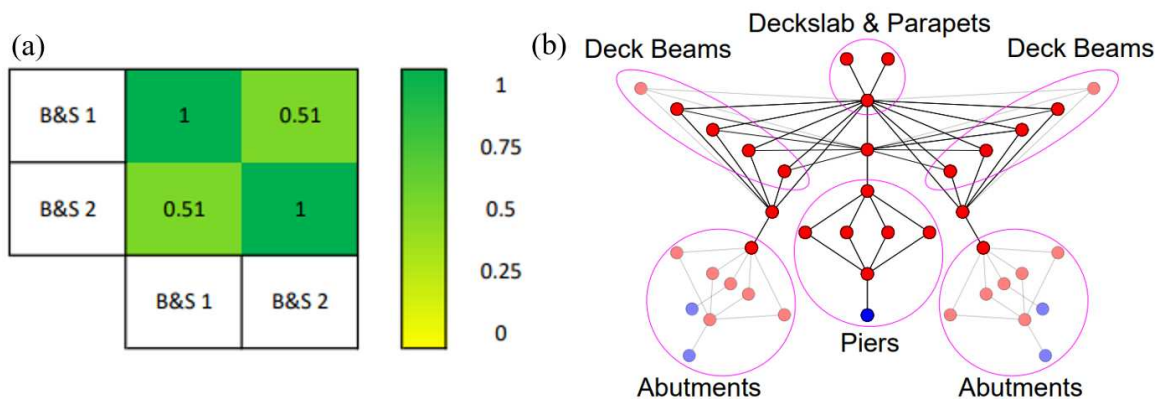 (a)
B&S 1
1
0.51
B&S 2
0.51
1
B&S 1
B&S 2
1
0.75
0.5
0.25
0
(b)
Deckslab & Parapets
Deck Beams
Deck Beams
Piers
Abutments
Abutments